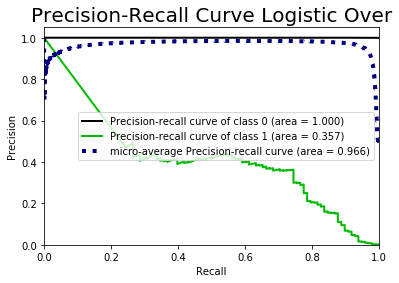 Precision-Recall Curve Logistic Over
1.0
0.8
0.6
0.4
0.2
0.0
Precision
Precision-recall curve of class 0 (area = 1.000)
Precision-recall curve of class 1 (area = 0.357)
micro-average Precision-recall curve (area = 0.966)
0.0 0.2 0.4 0.6 0.8 1.0
Recall